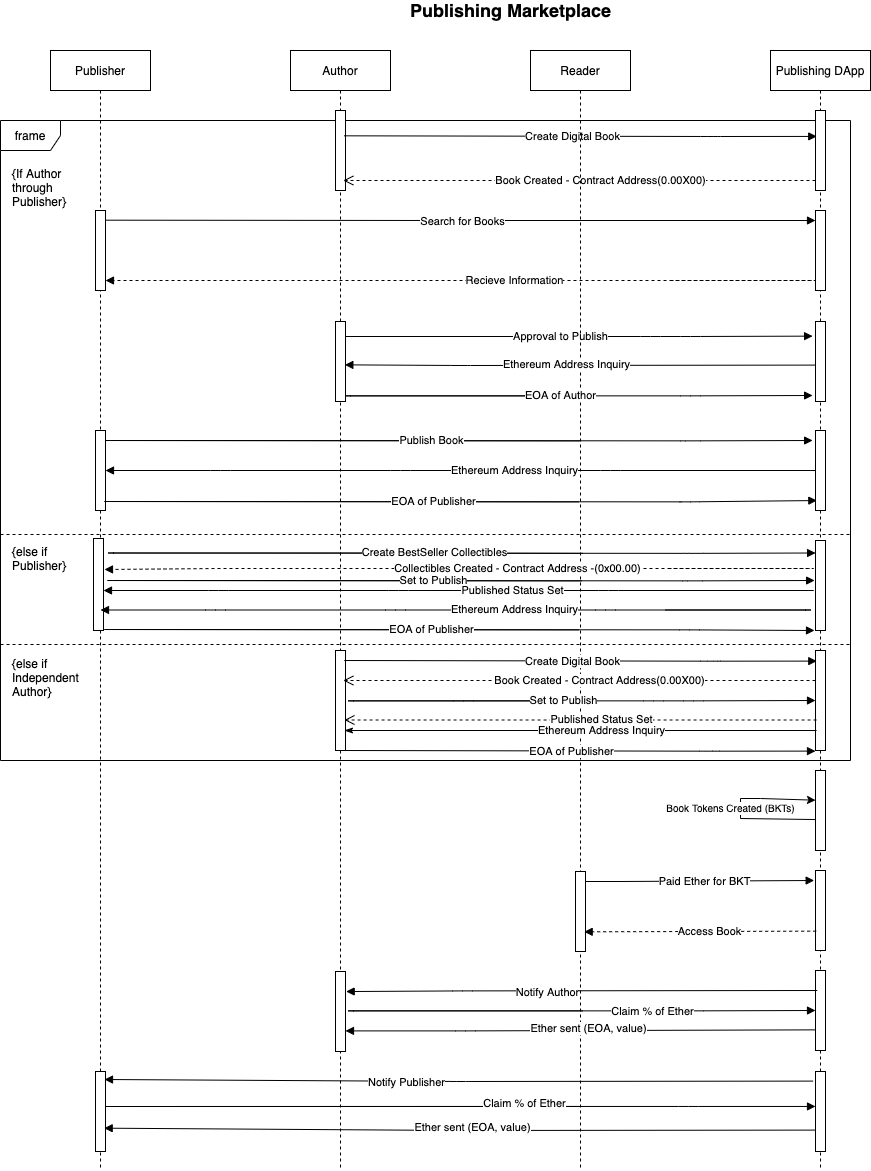 Publishing Marketplace
Publisher
Author
Reader
Publishing DApp
frame
Create Digital Book
{If Author
through
Publisher}
Book Created - Contract Address(0.00X00)
Search for Books
Recieve Information
Approval to Publish
Ethereum Address Inquiry
EOA of Author
Publish Book
Ethereum Address Inquiry
EOA of Publisher
{else if
Publisher}
Create BestSeller Collectibles
Collectibles Created - Contract Address -(0x00.00)
Set to Publish
Published Status Set
Ethereum Address Inquiry
EOA of Publisher
{else if
Independent
Author}
Create Digital Book
Book Created - Contract Address(0.00X00)
Set to Publish
Published Status Set
Ethereum Address Inquiry
EOA of Publisher
Book Tokens Created (BKTs)
Paid Ether for BKT
Access Book
Notify Author
Claim % of Ether
Ether sent (EOA, value)
Notify Publisher
Claim % of Ether
Ether sent (EOA, value)